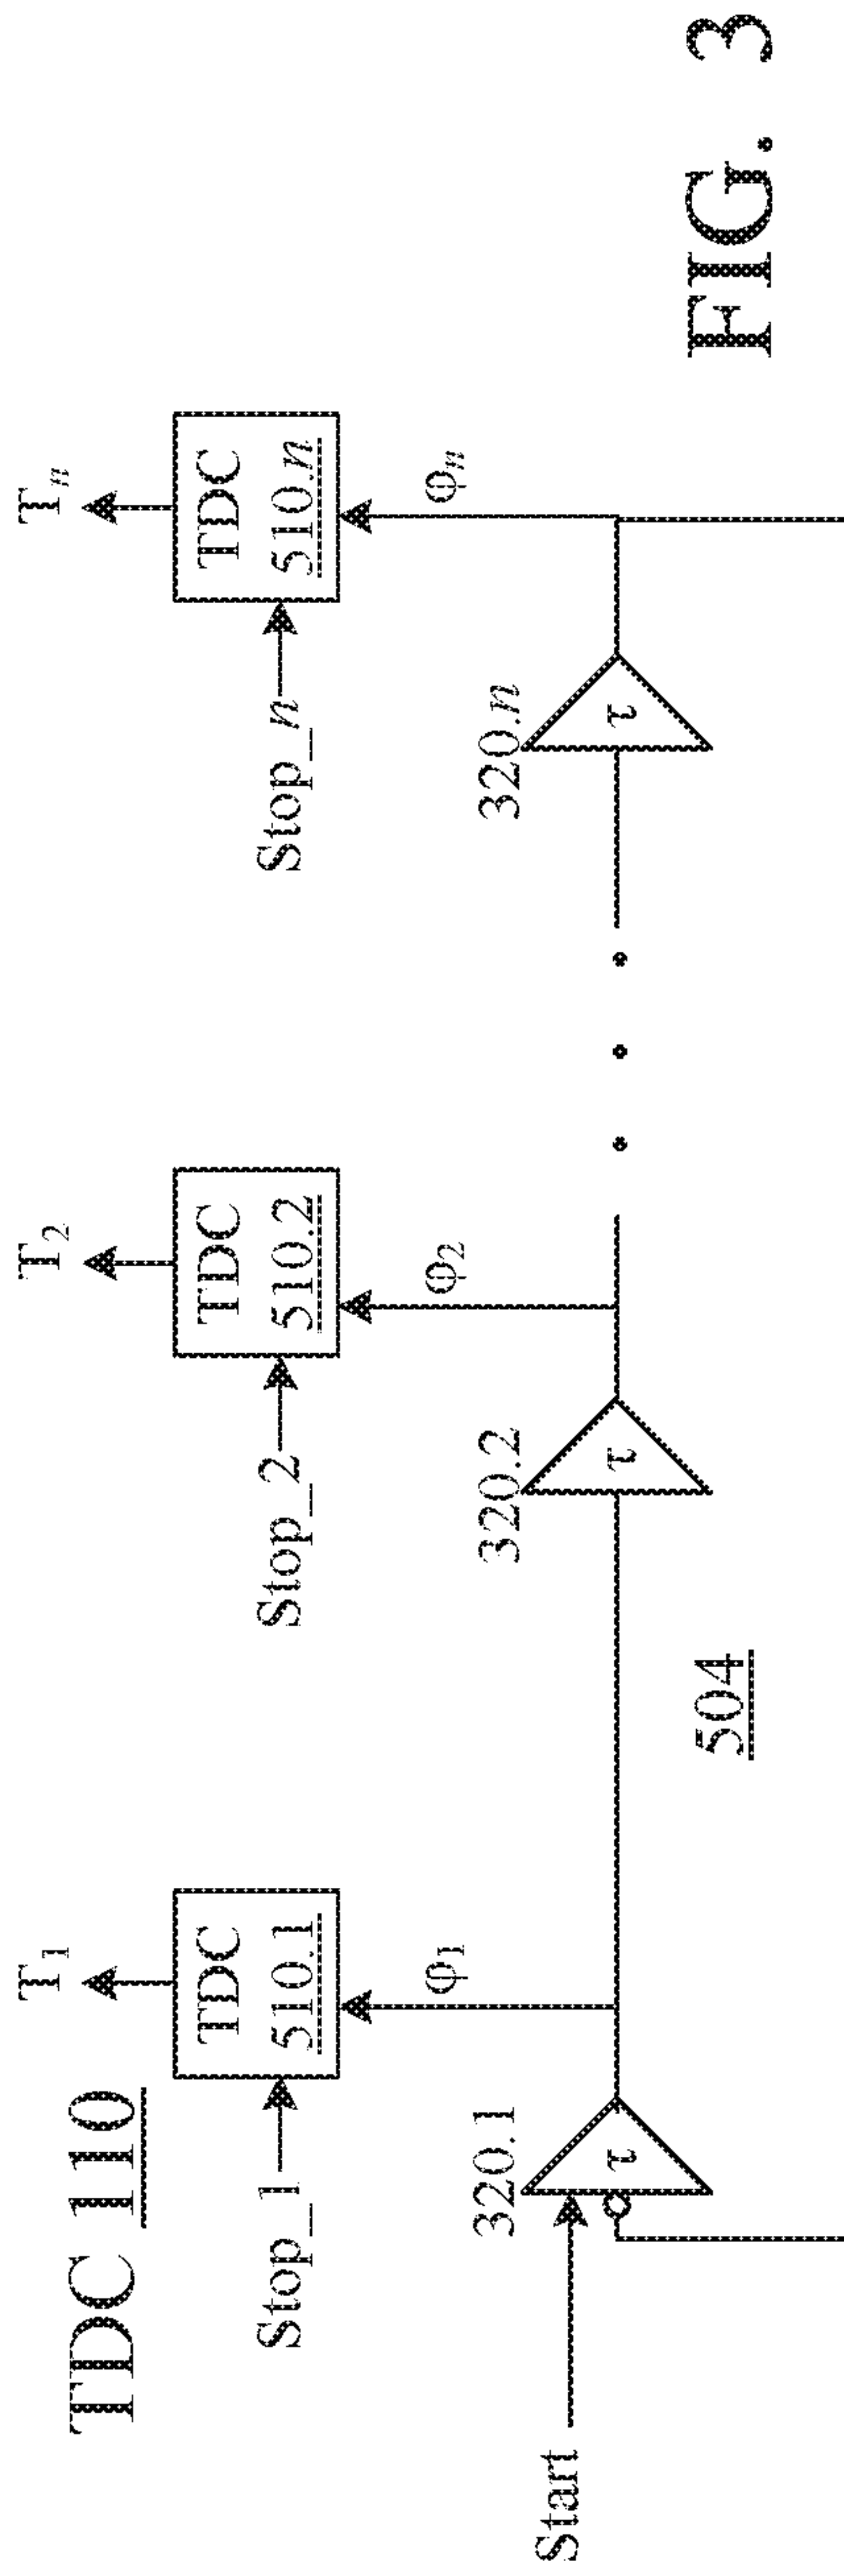 TDC 110
T1
T2
Tn
TDC
510.1
TDC
510.2
TDC
510.n
Stop_1
Stop_2
Stop_n
φ1
φ2
φn
320.1
320.2
320.n
Start
τ
τ
τ
504
FIG. 3